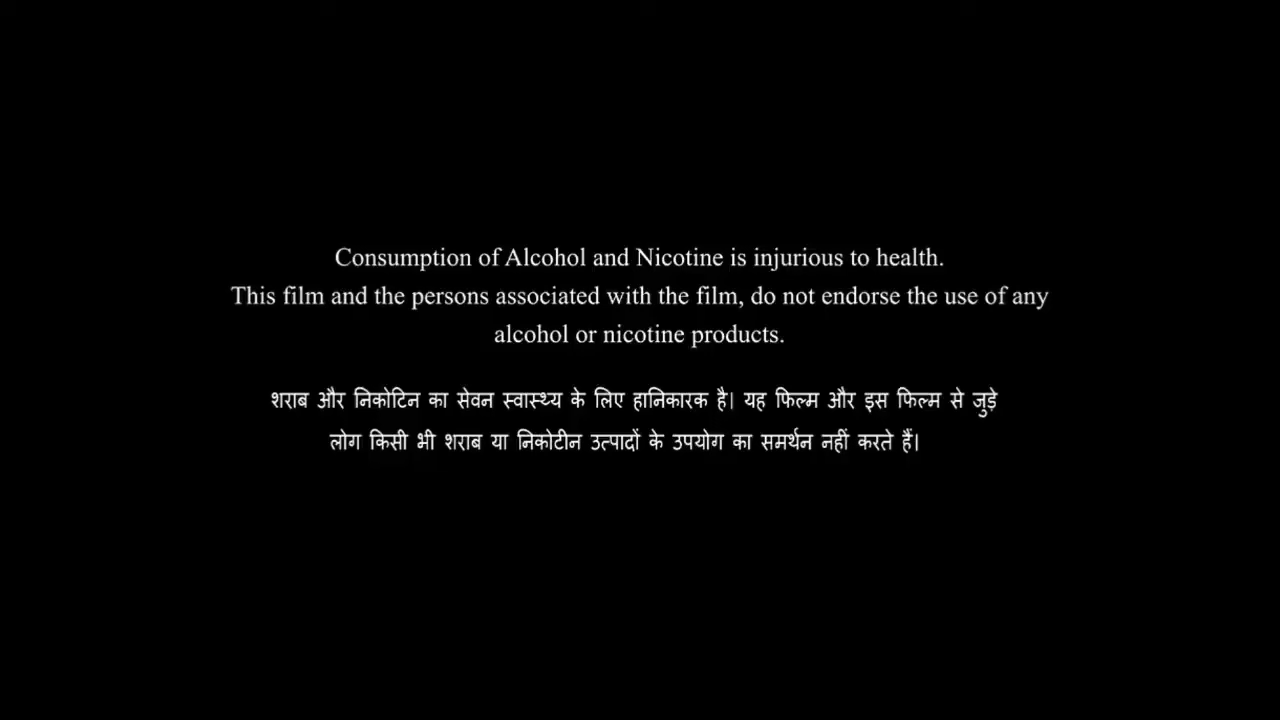 Consumption of Alcohol and Nicotine is injurious to health.
This film and the persons associated with the film, do not endorse the use of any
alcohol or nicotine products.
शराब और निकोटिन का सेवन स्वास्थ्य के लिए हानिकारक है। यह फिल्म और इस फिल्म से जुड़े
लोग किसी भी शराब या निकोटीन उत्पादों के उपयोग का समर्थन नहीं करते हैं।